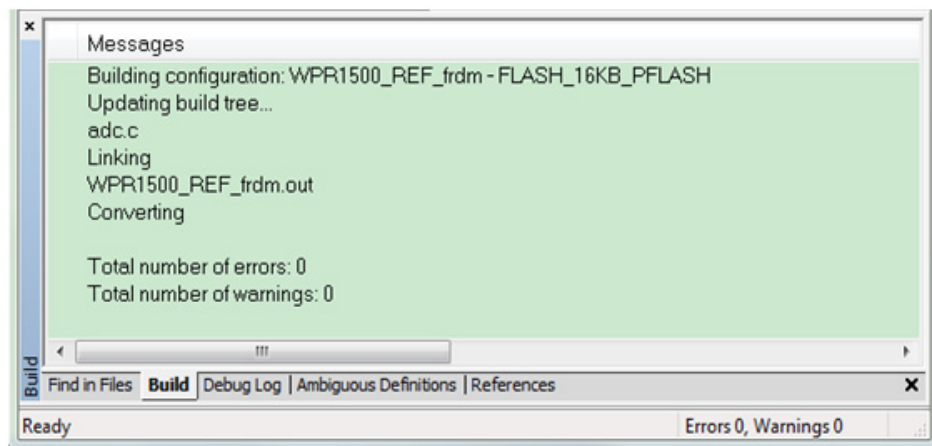 Messages
Building configuration: WPR1500_REF_frdm - FLASH_16KB_PFLASH
Updating build tree...
adc.c
Linking
WPR1500_REF_frdm.out
Converting
Total number of errors: 0
Total number of warnings: 0
Build
Find in Files Build Debug Log | Ambiguous Definitions | References
Ready Errors 0, Warnings 0